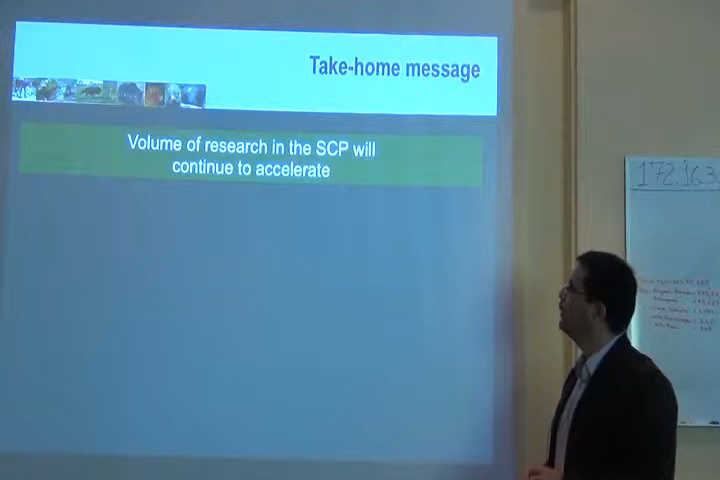 Take-home message
Volume of research in the SCP will
continue to accelerate
172.16.3